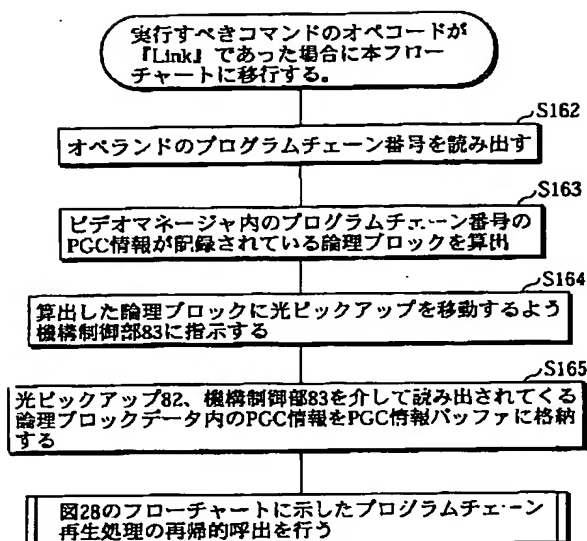 実行すべきコマンドのオペコードが
『Link』であった場合に本フロー
チャートに移行する。
S162
オペランドのプログラムチェーン番号を読み出す
S163
ビデオマネージャ内のプログラムチェーン番号の
PGC情報が記録されている論理ブロックを算出
S164
算出した論理ブロックに光ピックアップを移動するよう
機構制御部83に指示する
S165
光ピックアップ82、機構制御部83を介して読み出されてくる
論理ブロックデータ内のPGC情報をPGC情報バッファに格納
する
図28のフローチャートに示したプログラムチェーン
再生処理の再帰的呼出を行う